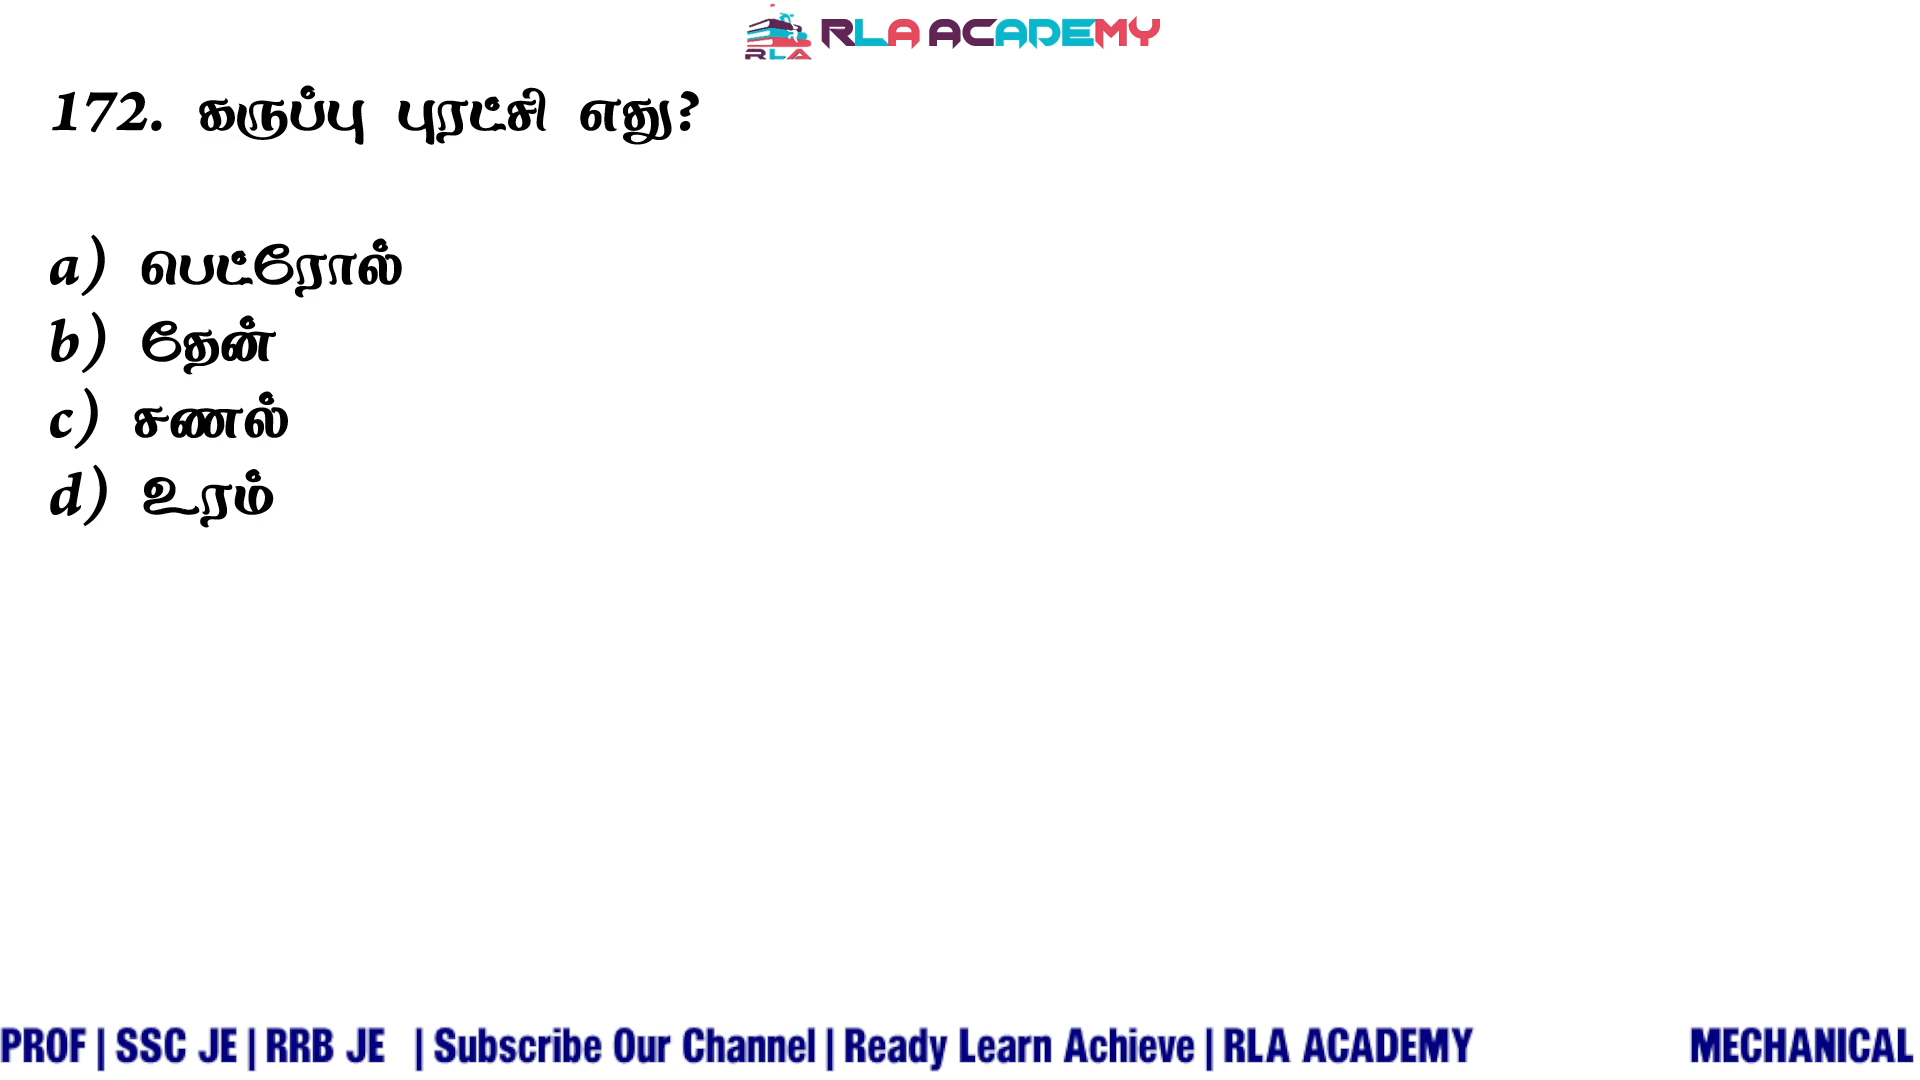 RLA ACADEMY
RLA
172. கருப்பு புரட்சி எது?
a) பெட்ரோல்
b) தேன்
c) சணல்
d) உரம்
PROF | SSC JE | RRB JE | Subscribe Our Channel | Ready Learn Achieve | RLA ACADEMY MECHANICAL